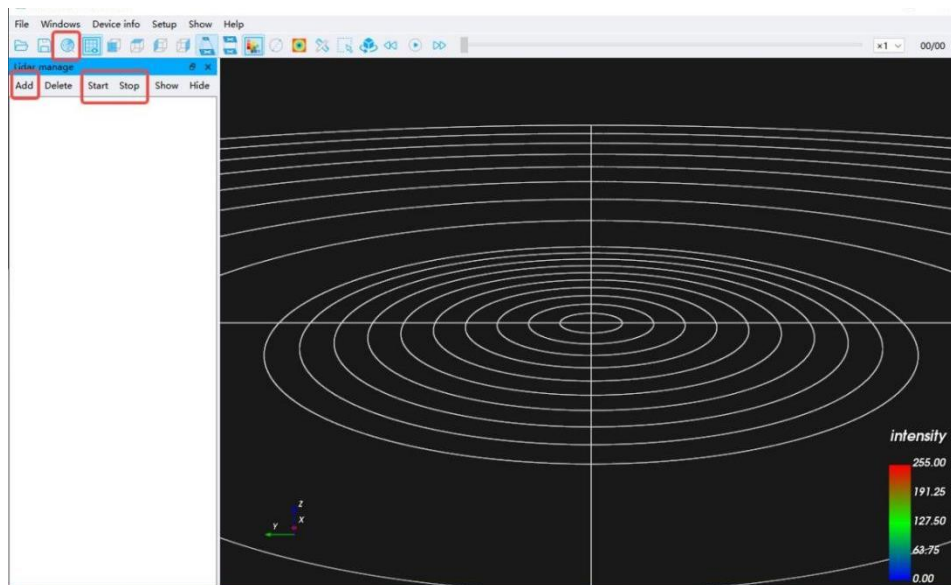 File Windows Device info Setup Show Help
×1 00/00
Lidar manage
Add Delete Start Stop Show Hide
intensity
255.00
191.25
127.50
63.75
0.00
Z
X
Y